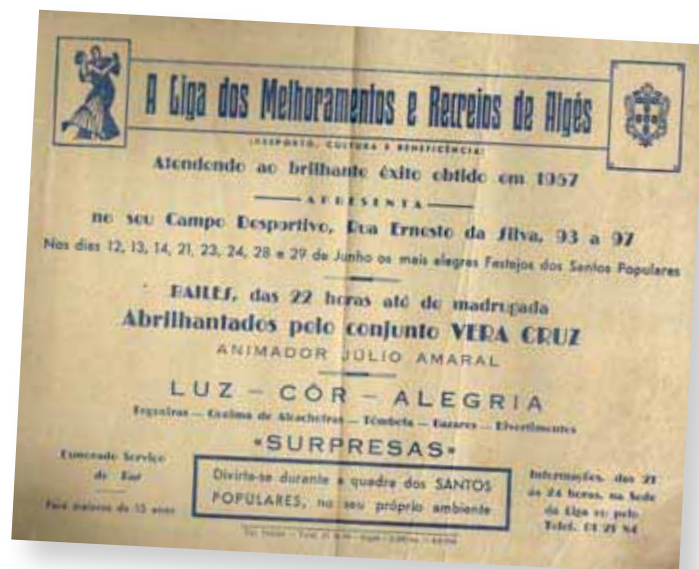 A Liga dos Melhoramentos e Recreios de Algés
(DESPORTO, CULTURA E BENEFICÊNCIA)
Atendendo ao brilhante êxito obtido em 1957
APRESENTA
no seu Campo Desportivo, Rua Ernesto da Silva, 93 a 97
Nos dias 12, 13, 14, 21, 23, 24, 28 e 29 de Junho os mais alegres Festejos dos Santos Populares
BAILES, das 22 horas até de madrugada
Abrilhantados pelo conjunto VERA CRUZ
ANIMADOR JÚLIO AMARAL
LUZ — CÔR — ALEGRIA
Fogueiras — Queima de Alcachofras — Tômbola — Bazares — Divertimentos
«SURPRESAS»
Esmerado Serviço
de Bar
Para maiores de 15 anos
Divirta-se durante a quadra dos SANTOS
POPULARES, no seu próprio ambiente
Informações, das 21
às 24 horas, na Sede
da Liga ou pelo
Telef.